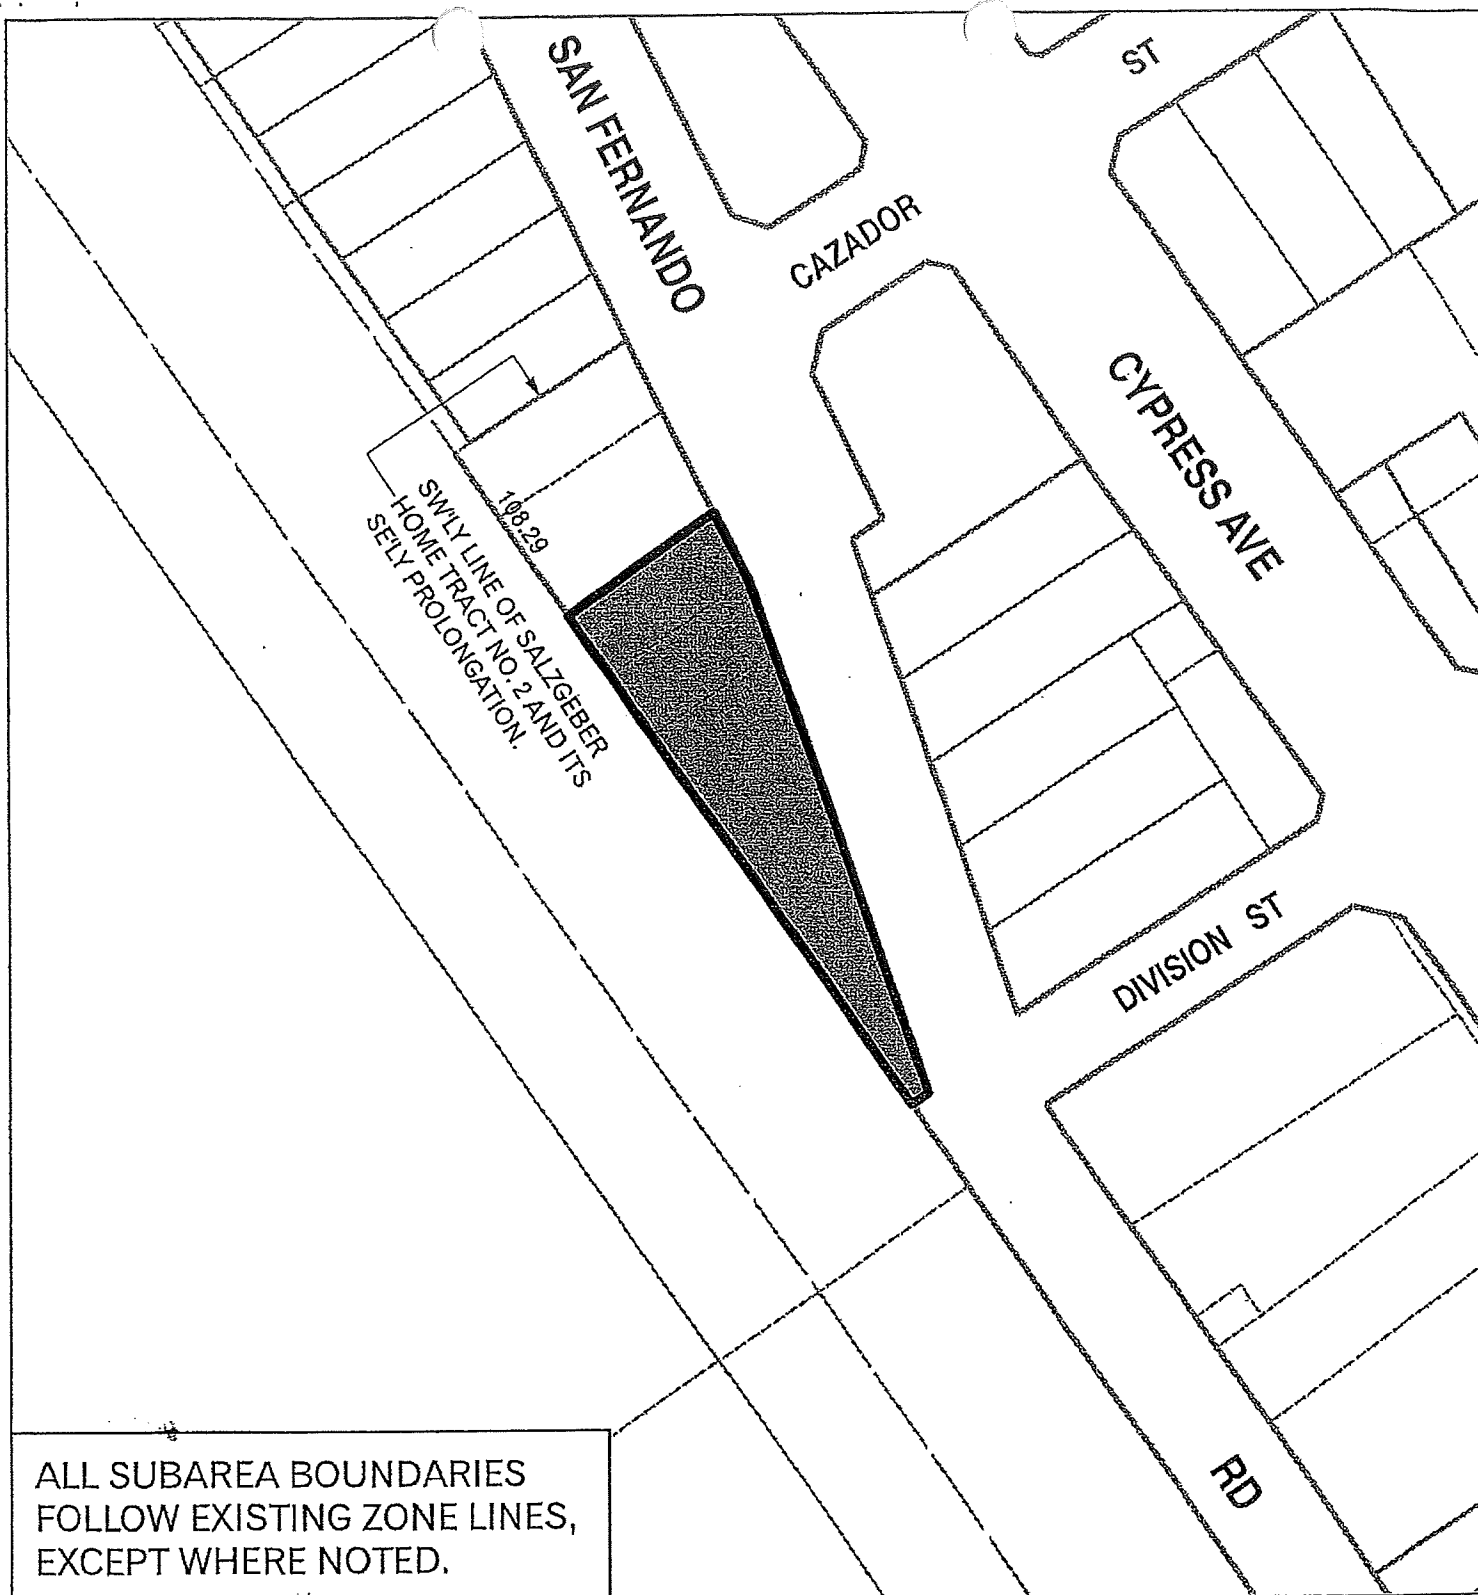 SAN FERNANDO
ST
CAZADOR
CYPRESS AVE
108.29
SW'LY LINE OF SALZGEBER
HOME TRACT NO. 2 AND ITS
SE'LY PROLONGATION.
DIVISION ST
RD
ALL SUBAREA BOUNDARIES
FOLLOW EXISTING ZONE LINES,
EXCEPT WHERE NOTED.